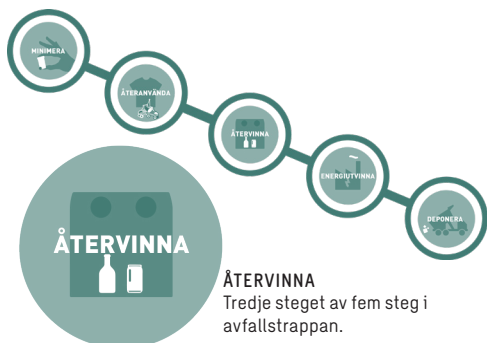 MINIMERA
ÅTERANVÄNDA
ÅTERVINNA
ENERGIUTVINNA
DEPONERA
ÅTERVINNA
ÅTERVINNA
Tredje steget av fem steg i
avfallstrappan.